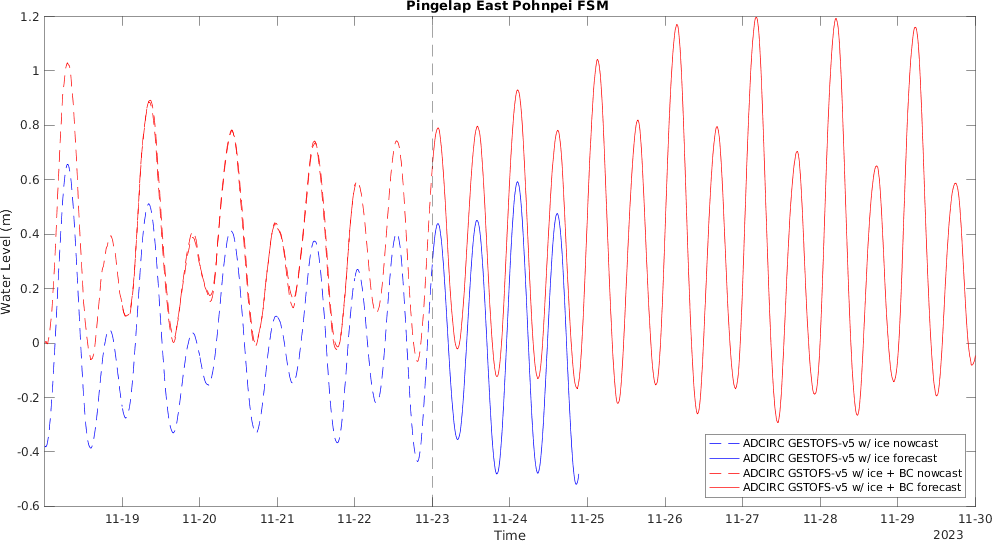 Pingelap East Pohnpei FSM
1.2
1
0.8
0.6
0.4
0.2
0
-0.2
-0.4
-0.6
Water Level (m)
ADCIRC GESTOFS-v5 w/ ice nowcast
ADCIRC GESTOFS-v5 w/ ice forecast
ADCIRC GSTOFS-v5 w/ ice + BC nowcast
ADCIRC GSTOFS-v5 w/ ice + BC forecast
11-19 11-20 11-21 11-22 11-23 11-24 11-25 11-26 11-27 11-28 11-29 11-30
Time
2023